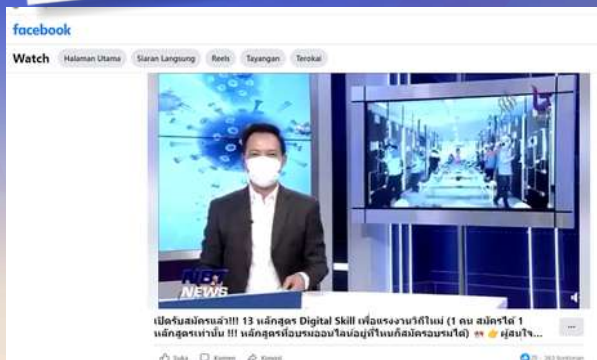 facebook
Watch Halaman Utama Siaran Langsung Reels Tayangan Terokai
NBT
NEWS
เปิดรับสมัครแล้ว!!! 13 หลักสูตร Digital Skill เพื่อแรงงานวิถีใหม่ (1 คน สมัครได้ 1
หลักสูตรเท่านั้น !!! หลักสูตรที่อบรมออนไลน์อยู่ที่ไหนก็สมัครอบรมได้) 👀 👉 ผู้สนใจ...
Suka Komen Kongsi